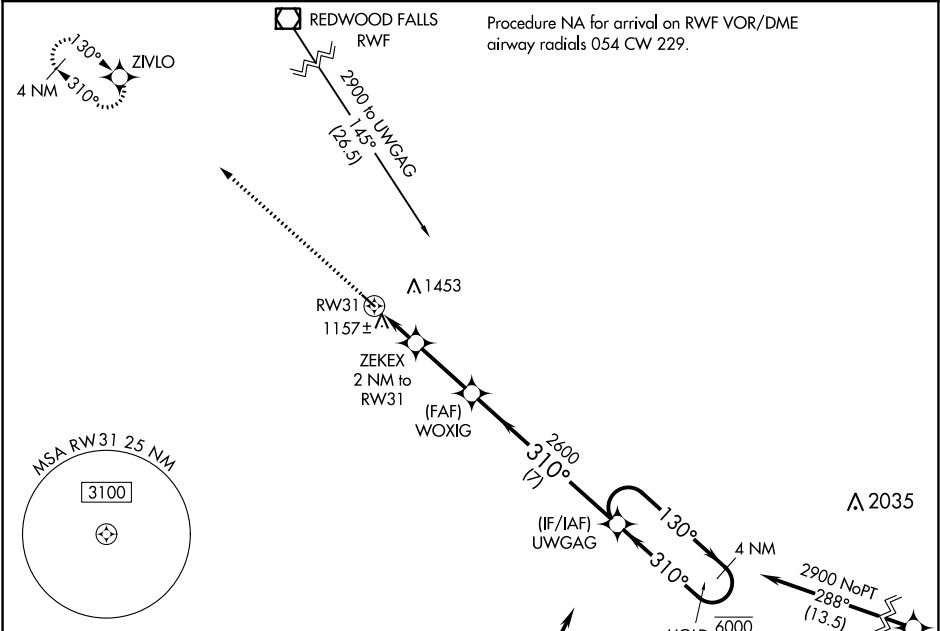 REDWOOD FALLS
RWF
Procedure NA for arrival on RWF VOR/DME
airway radials 054 CW 229.
130°
ZIVLO
4 NM
310°
2900 to UWGAG
145°
(26.5)
1453
RW31
1157±
ZEKEX
2 NM to
RW31
(FAF)
WOXIG
2600
310°
(7)
MSA RW31 25 NM
3100
2035
(IF/IAF)
UWGAG
130°
310°
4 NM
2900 NoPT
288°
(13.5)
HOLD 6000